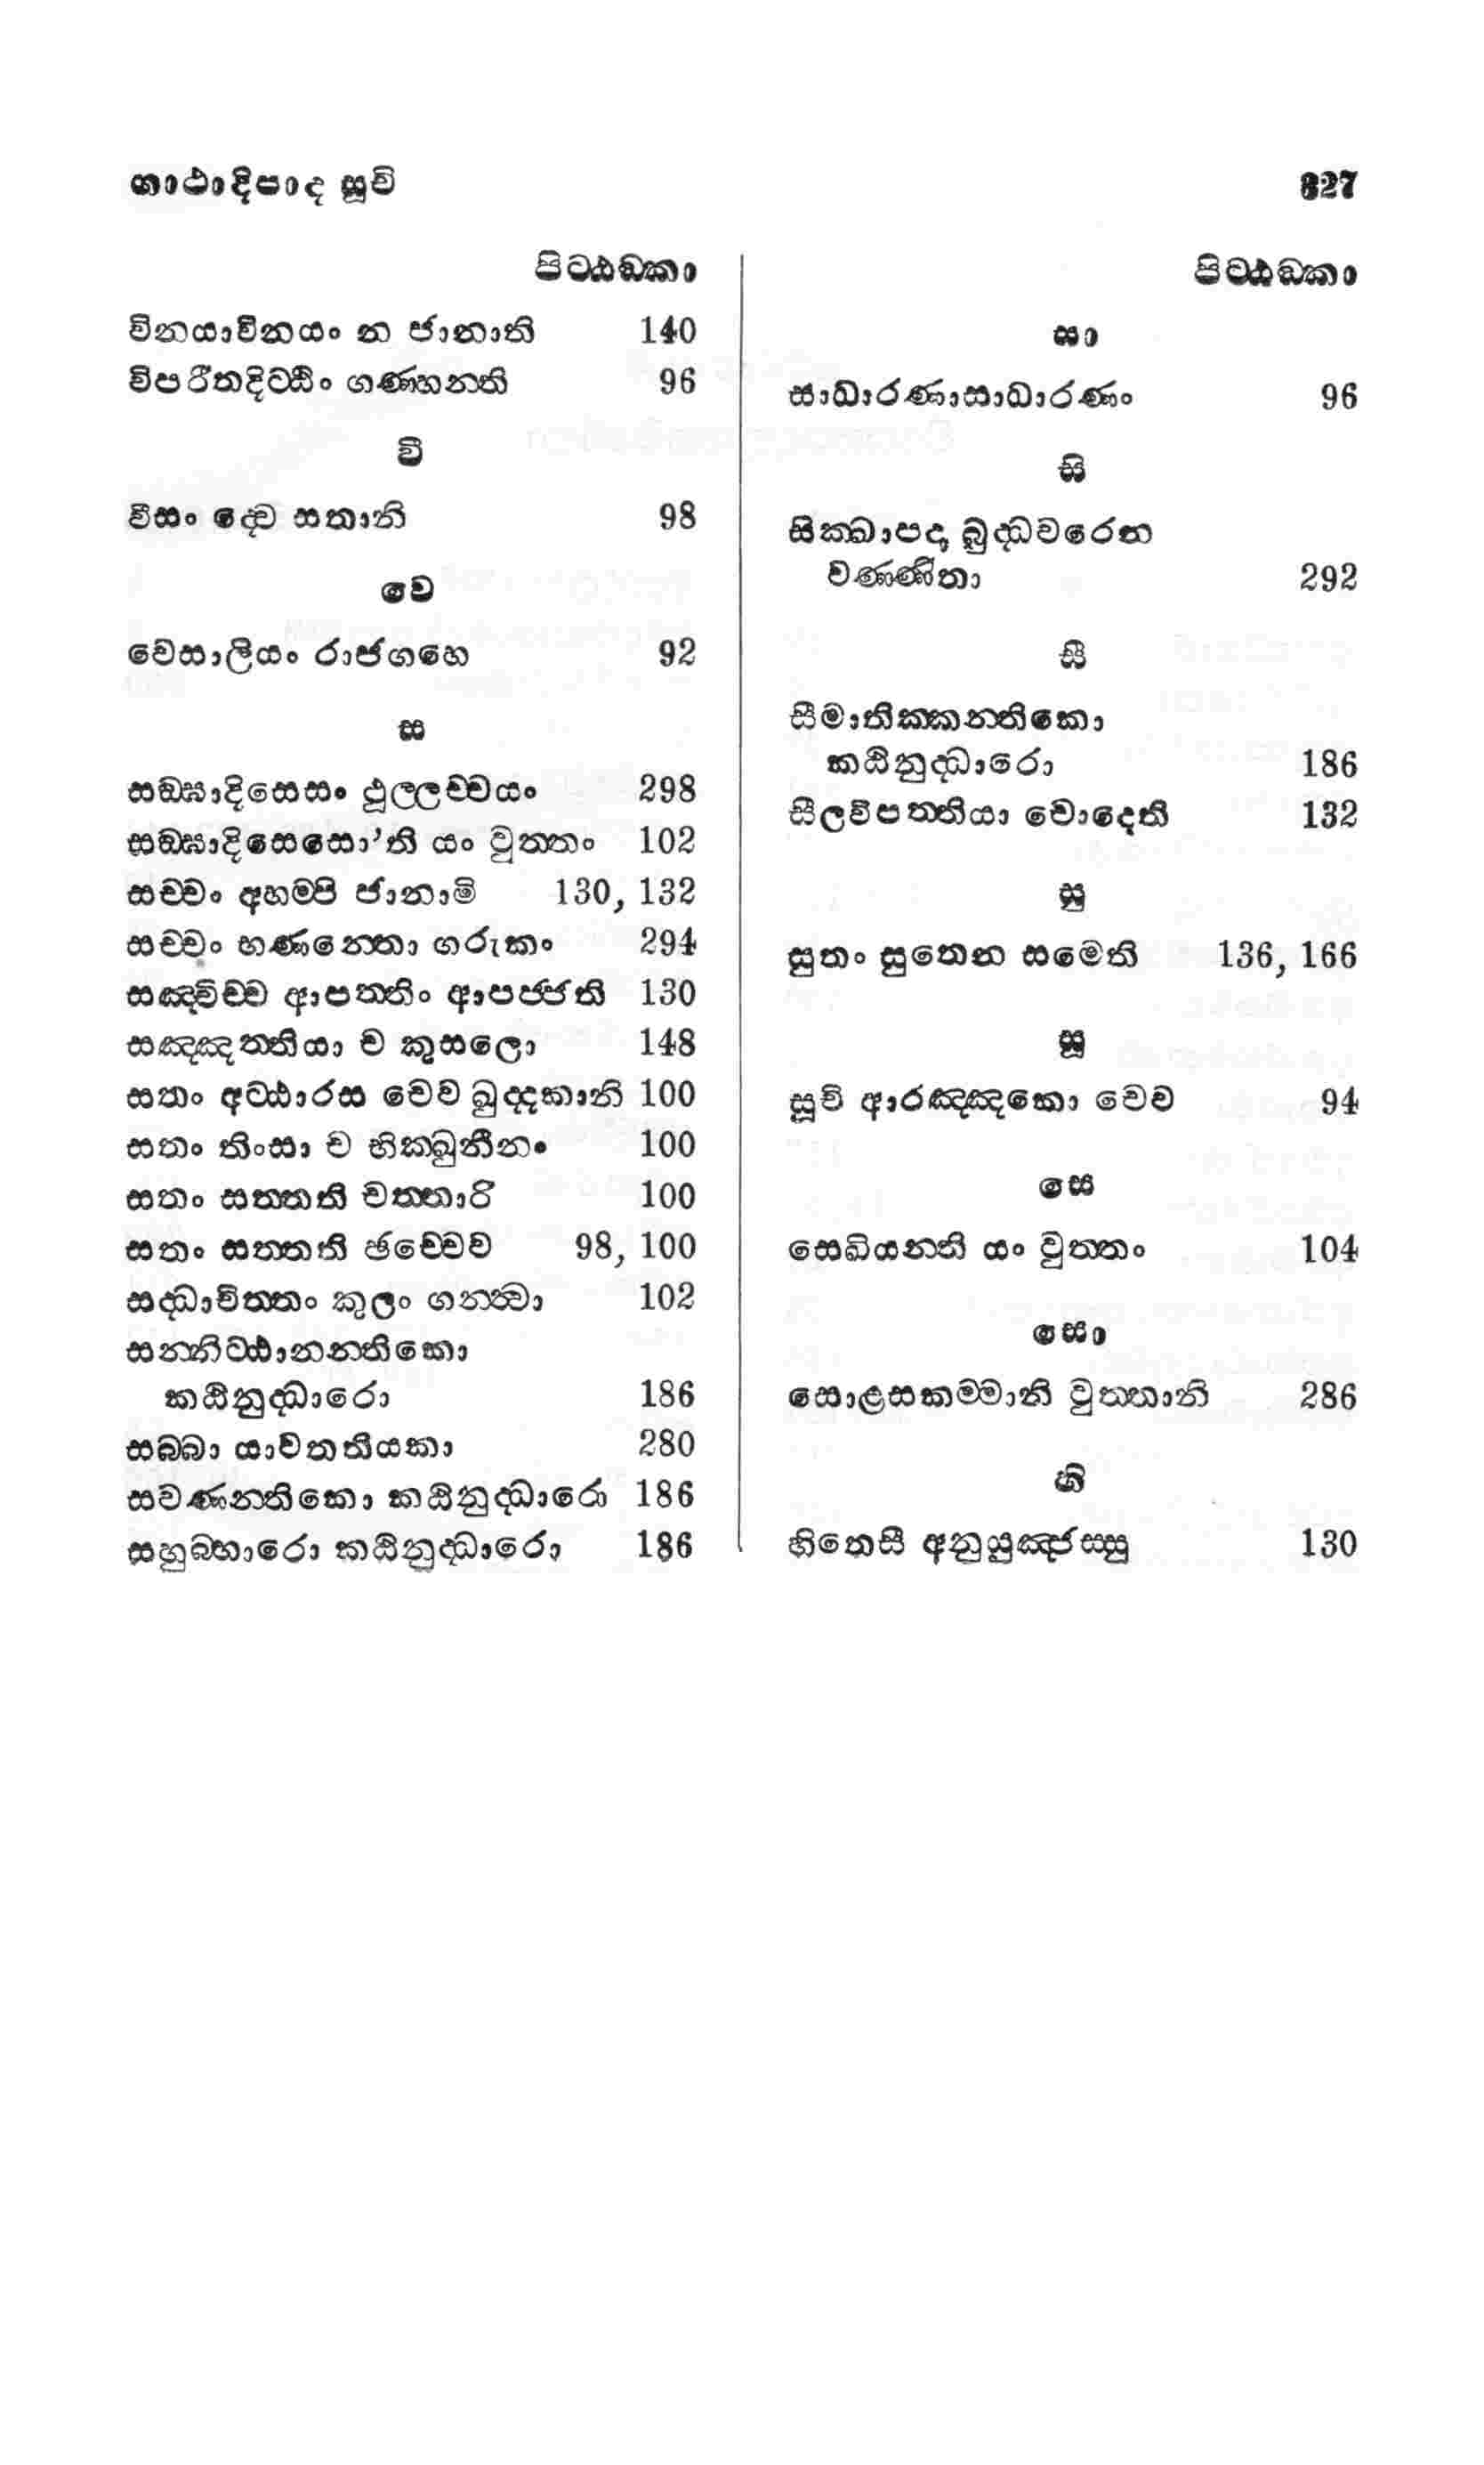 ගාථාදිපාද සූචි 327
පිට්ඨඞ්කා
විනයාවිනයං න ජානාති 140
විපරීතදිට්ඨිං ගණ්හන්ති 96
වී
වීසං ද්වෙ සතානි 98
වෙ
වෙසාලියං රාජගහෙ 92
ස
සඞ්ඝාදිසෙසං ථූලලච්චයං 298
සඞ්ඝාදිසෙසො'ති යං වුත්තං 102
සච්චං අහම්පි ජානාමි 130, 132
සච්චං භණන්තො ගරුකං 294
සඤ්චිච්ච ආපත්තිං ආපජ්ජති 130
සඤ්ඤත්තියා ච කුසලො 148
සතං අට්ඨාරස චෙව ඛුද්දකානි 100
සතං තිංසා ච භික්ඛුනීනං 100
සතං සත්තති චත්තාරි 100
සතං සත්තති ඡච්චෙව 98, 100
සද්ධාචිත්තං කුලං ගන්ත්වා 102
සන්නිට්ඨානන්තිකො
කඨිනුද්ධාරො 186
සබ්බා යාවතතියකා 280
සවණන්තිකො කඨිනුද්ධාරො 186
සහුබ්භාරො කඨිනුද්ධාරො 186
පිට්ඨඞ්කා
සා
සාධාරණාසාධාරණං 96
සි
සික්ඛාපදා බුද්ධවරෙන
වණ්ණිතා 292
සී
සීමාතික්කන්තිකො
කඨිනුද්ධාරො 186
සීලවිපත්තියා චොදෙති 132
සු
සුතං සුතෙන සමෙති 136, 166
සූ
සූචි ආරඤ්ඤකො චෙව 94
සෙ
සෙඛියන්ති යං වුත්තං 104
සො
සොළසකම්මානි වුත්තානි 286
හි
හිතෙසී අනුයුඤ්ජස්සු 130